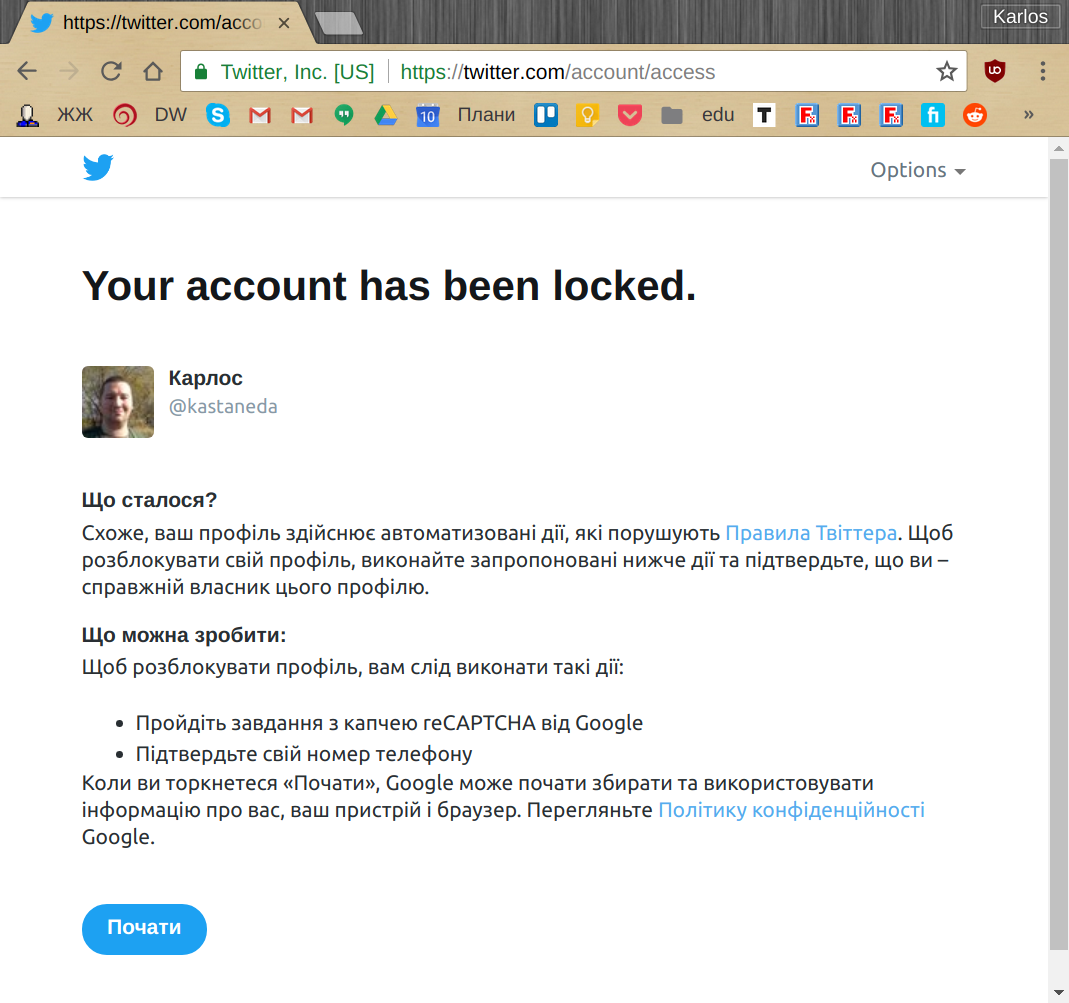 https://twitter.com/acco
Karlos
Twitter, Inc. [US] https://twitter.com/account/access
ЖЖ DW 10 Плани edu T fi »
Options
Your account has been locked.
Карлос
@kastaneda
Що сталося?
Схоже, ваш профіль здійснює автоматизовані дії, які порушують Правила Твіттера. Щоб
розблокувати свій профіль, виконайте запропоновані нижче дії та підтвердьте, що ви –
справжній власник цього профілю.
Що можна зробити:
Щоб розблокувати профіль, вам слід виконати такі дії:
• Пройдіть завдання з капчею reCAPTCHA від Google
• Підтвердьте свій номер телефону
Коли ви торкнетеся «Почати», Google може почати збирати та використовувати
інформацію про вас, ваш пристрій і браузер. Перегляньте Політику конфіденційності
Google.
Почати